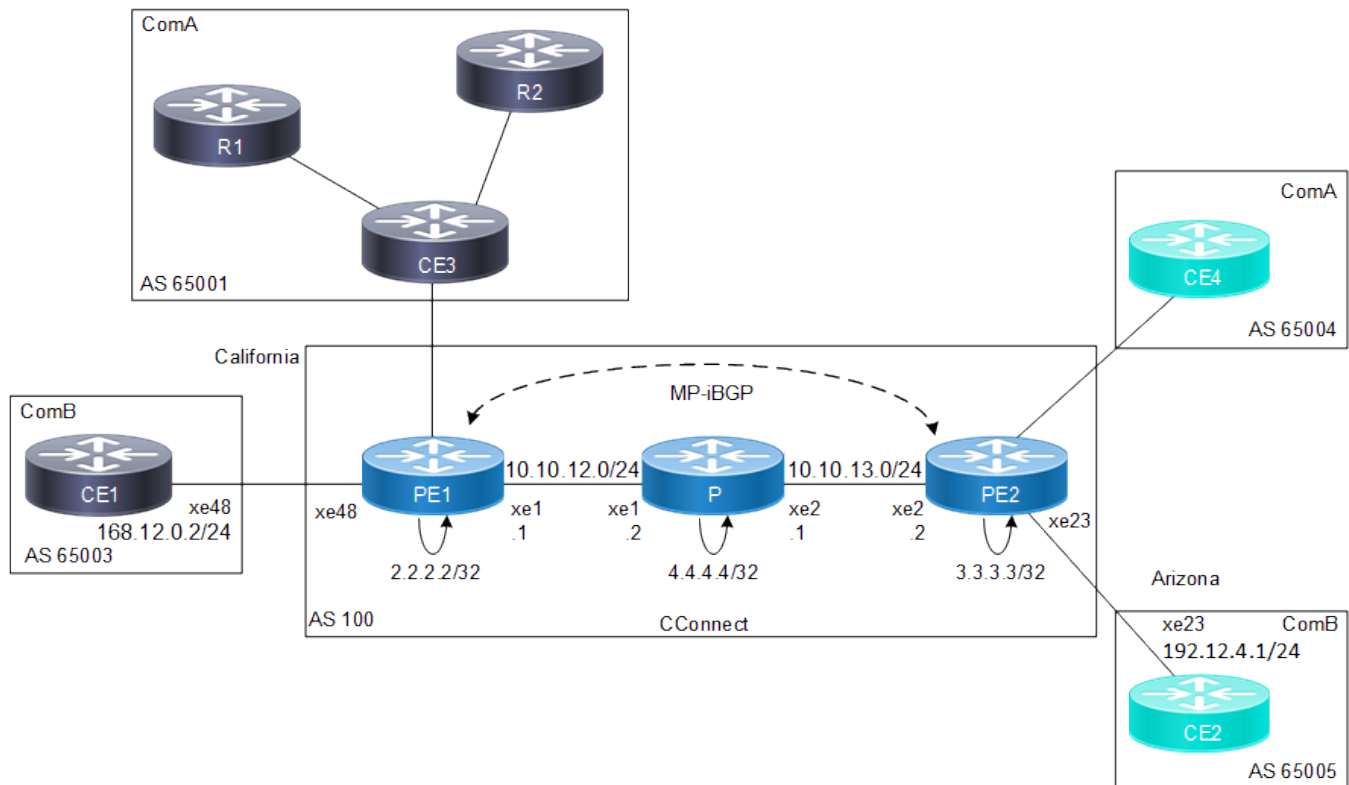 ComA
R2
R1
CE3
AS 65001
ComA
CE4
AS 65004
California
MP-iBGP
ComB
CE1
xe48
168.12.0.2/24
AS 65003
xe48
PE1
10.10.12.0/24
P
10.10.13.0/24
PE2
xe1
.1
xe1
.2
xe2
.1
xe2
.2
xe23
2.2.2.2/32
4.4.4.4/32
3.3.3.3/32
AS 100
CConnect
Arizona
xe23
ComB
192.12.4.1/24
CE2
AS 65005